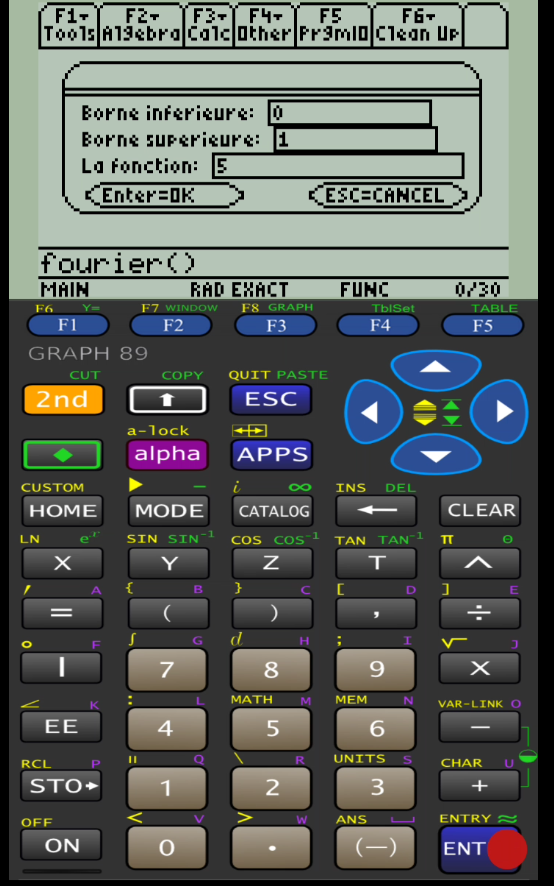 F1 F2 F3 F4 F5 F6
Tools Algebra Calc Other PrgmIO Clean Up
Borne inferieure: 0
Borne superieure: 1
La fonction: 5
Enter=OK ESC=CANCEL
fourier()
MAIN RAD EXACT FUNC 0/30
F6 Y= F7 WINDOW F8 GRAPH TblSet TABLE
F1 F2 F3 F4 F5
GRAPH 89
CUT COPY QUIT PASTE
2nd ESC
a-lock
alpha APPS
CUSTOM i ∞ INS DEL
HOME MODE CATALOG CLEAR
LN eˣ SIN SIN⁻¹ COS COS⁻¹ TAN TAN⁻¹ π θ
X Y Z T ^
′ A { B } C [ D ] E
= ( ) , ÷
° F ∫ G d H ; I √ J
| 7 8 9 ×
∠ K : L MATH M MEM N VAR-LINK O
EE 4 5 6 −
RCL P " Q \ R UNITS S CHAR U
STO▸ 1 2 3 +
OFF < V > W ANS ENTRY ≈
ON 0 . (—) ENT